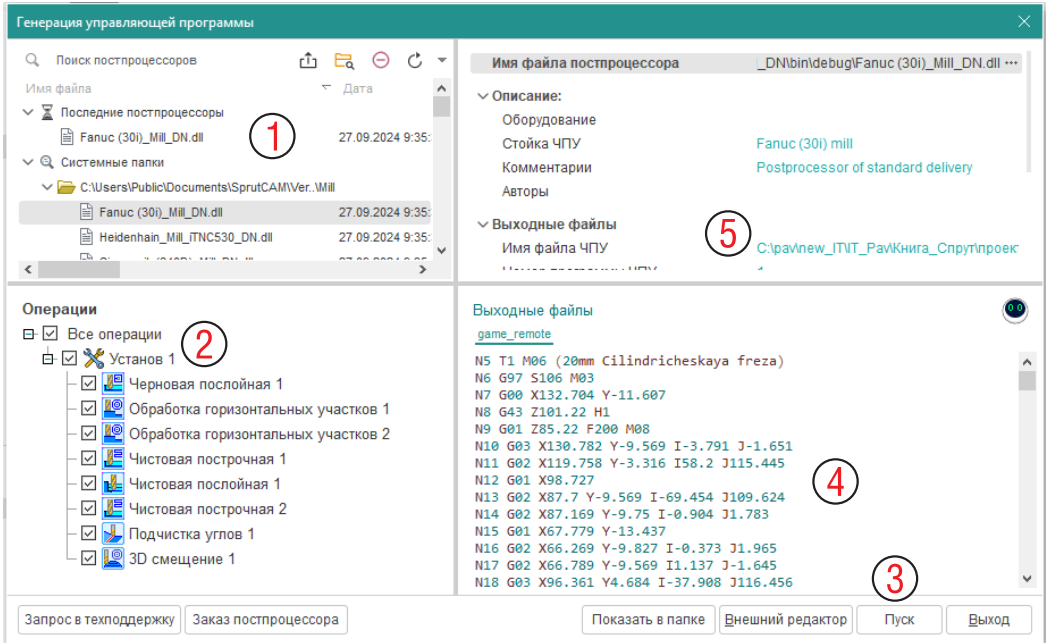 Генерация управляющей программы
Поиск постпроцессоров
Имя файла Дата
Последние постпроцессоры
Fanuc (30i)_Mill_DN.dll 27.09.2024 9:35:
1
Системные папки
C:\Users\Public\Documents\SprutCAM\Ver..\Mill
Fanuc (30i)_Mill_DN.dll 27.09.2024 9:35:
Heidenhain_Mill_iTNC530_DN.dll 27.09.2024 9:35:
Имя файла постпроцессора _DN\bin\debug\Fanuc (30i)_Mill_DN.dll ...
Описание:
Оборудование
Стойка ЧПУ Fanuc (30i) mill
Комментарии Postprocessor of standard delivery
Авторы
Выходные файлы
5
Имя файла ЧПУ C:\pav\new_IT\IT_Pav\Книга_Спрут\проек
Номер программы ЧПУ
Операции
Все операции
2
Установ 1
Черновая послойная 1
Обработка горизонтальных участков 1
Обработка горизонтальных участков 2
Чистовая построчная 1
Чистовая послойная 1
Чистовая построчная 2
Подчистка углов 1
3D смещение 1
Выходные файлы
game_remote
N5 T1 M06 (20mm Cilindricheskaya freza)
N6 G97 S106 M03
N7 G00 X132.704 Y-11.607
N8 G43 Z101.22 H1
N9 G01 Z85.22 F200 M08
N10 G03 X130.782 Y-9.569 I-3.791 J-1.651
N11 G02 X119.758 Y-3.316 I58.2 J115.445
N12 G01 X98.727
N13 G02 X87.7 Y-9.569 I-69.454 J109.624
N14 G02 X87.169 Y-9.75 I-0.904 J1.783
N15 G01 X67.779 Y-13.437
N16 G02 X66.269 Y-9.827 I-0.373 J1.965
N17 G02 X66.789 Y-9.569 I1.137 J-1.645
N18 G03 X96.361 Y4.684 I-37.908 J116.456
4
3
Запрос в техподдержку Заказ постпроцессора Показать в папке Внешний редактор Пуск Выход